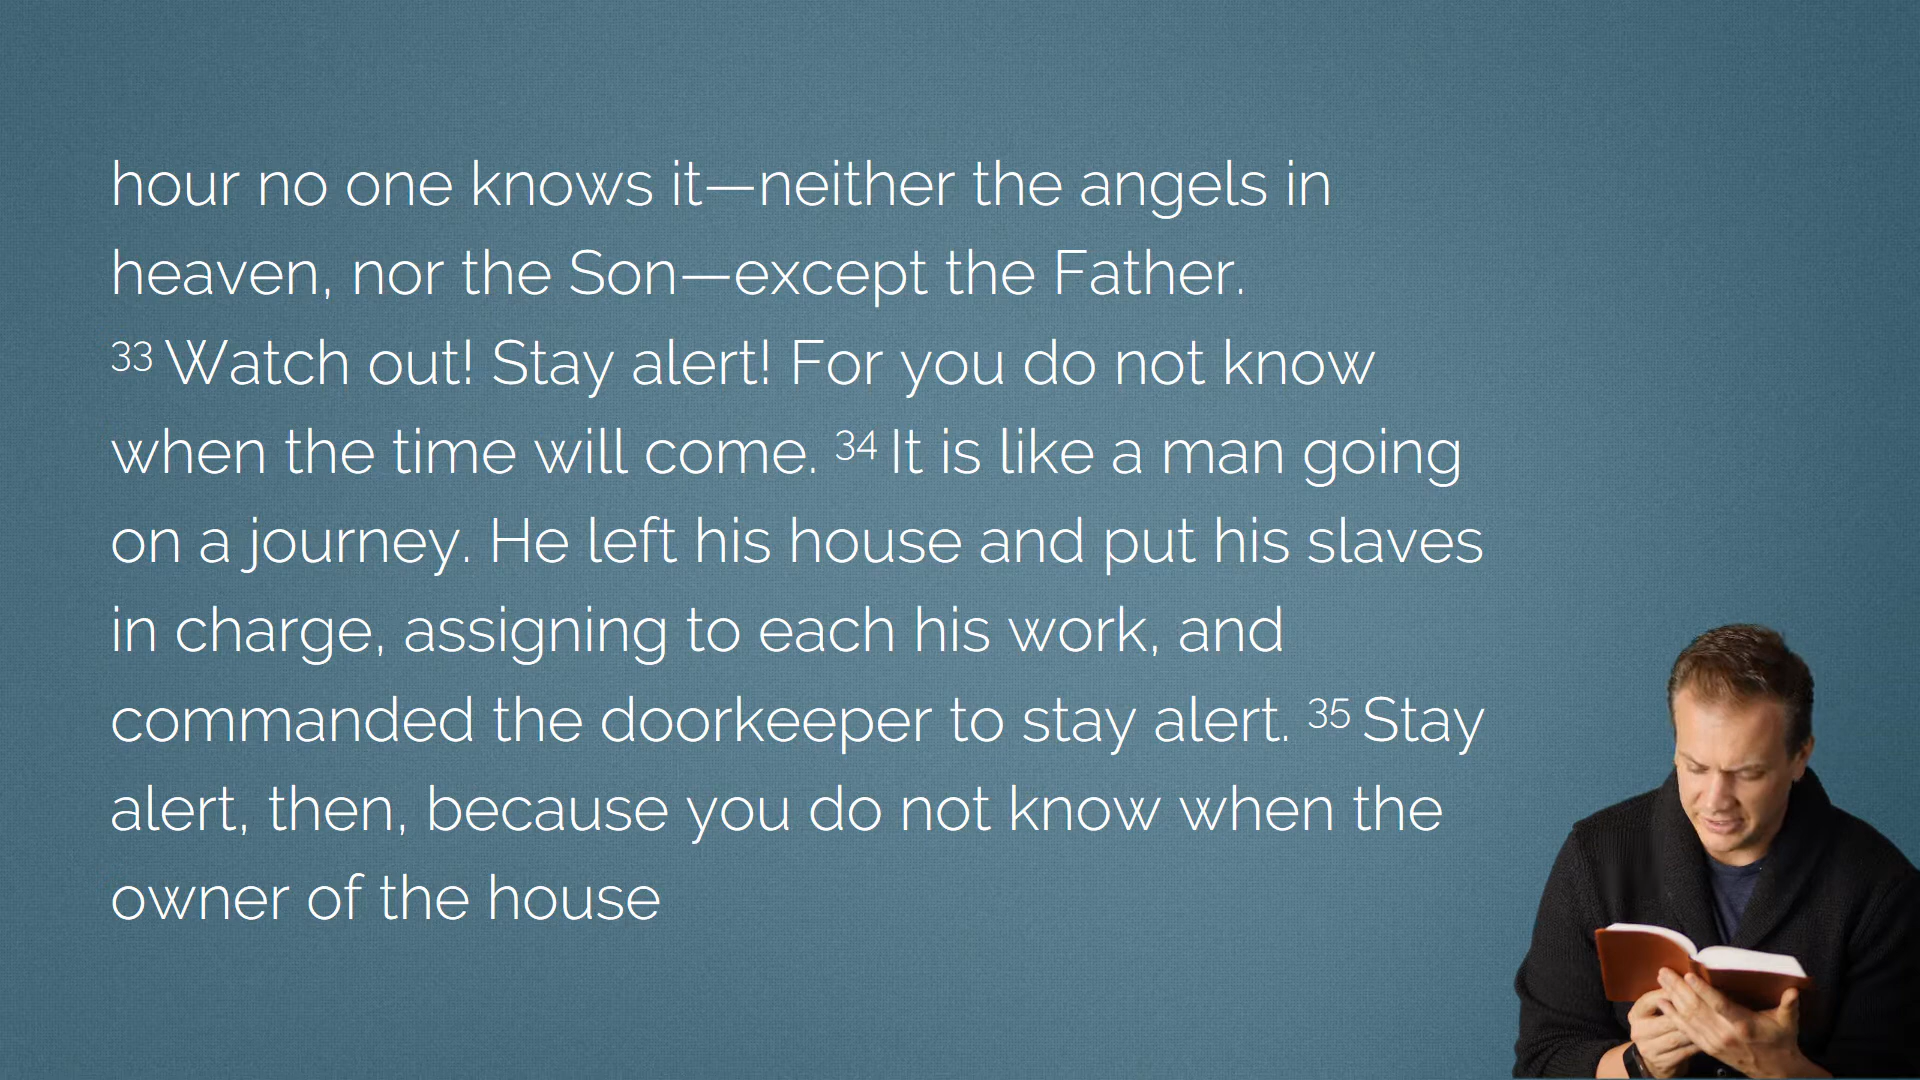 hour no one knows it—neither the angels in
heaven, nor the Son—except the Father.
33 Watch out! Stay alert! For you do not know
when the time will come. 34 It is like a man going
on a journey. He left his house and put his slaves
in charge, assigning to each his work, and
commanded the doorkeeper to stay alert. 35 Stay
alert, then, because you do not know when the
owner of the house